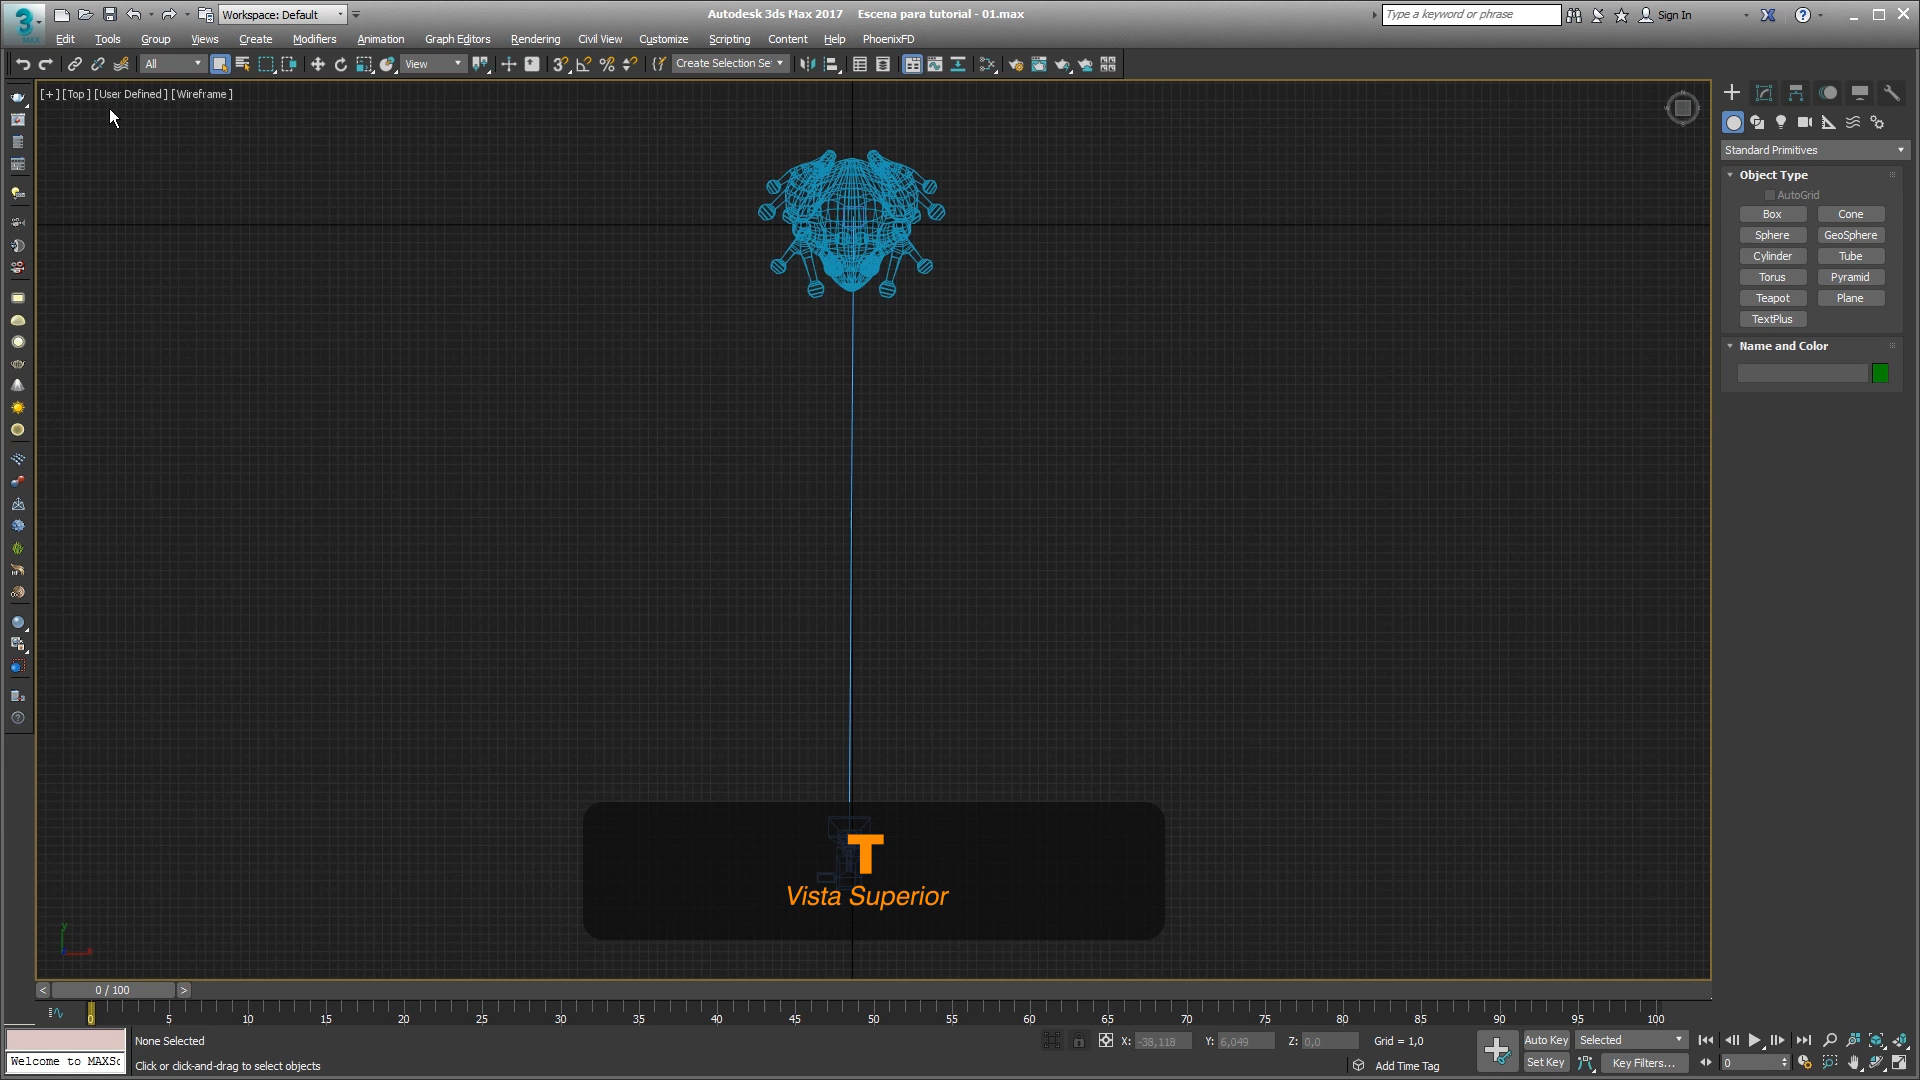 Workspace: Default
Autodesk 3ds Max 2017 Escena para tutorial - 01.max
Type a keyword or phrase
Sign In
Edit Tools Group Views Create Modifiers Animation Graph Editors Rendering Civil View Customize Scripting Content Help PhoenixFD
All
View
Create Selection Se
[+] [Top] [User Defined] [Wireframe]
Standard Primitives
Object Type
AutoGrid
Box Cone
Sphere GeoSphere
Cylinder Tube
Torus Pyramid
Teapot Plane
TextPlus
Name and Color
T
Vista Superior
y
x
< 0 / 100 >
0 5 10 15 20 25 30 35 40 45 50 55 60 65 70 75 80 85 90 95 100
None Selected
X: -38,118 Y: 6,049 Z: 0,0 Grid = 1,0
Auto Key Selected
Welcome to MAXSc
Click or click-and-drag to select objects
Add Time Tag
Set Key Key Filters... 0